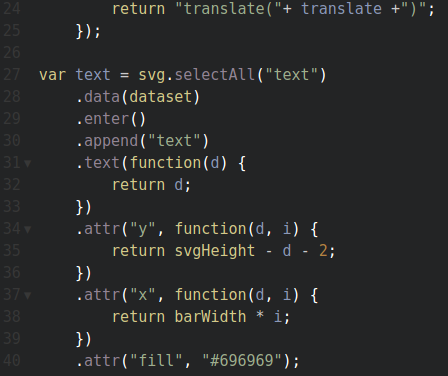 24 return "translate("+ translate +")";
25 });
26
27 var text = svg.selectAll("text")
28 .data(dataset)
29 .enter()
30 .append("text")
31 .text(function(d) {
32 return d;
33 })
34 .attr("y", function(d, i) {
35 return svgHeight - d - 2;
36 })
37 .attr("x", function(d, i) {
38 return barWidth * i;
39 })
40 .attr("fill", "#696969");